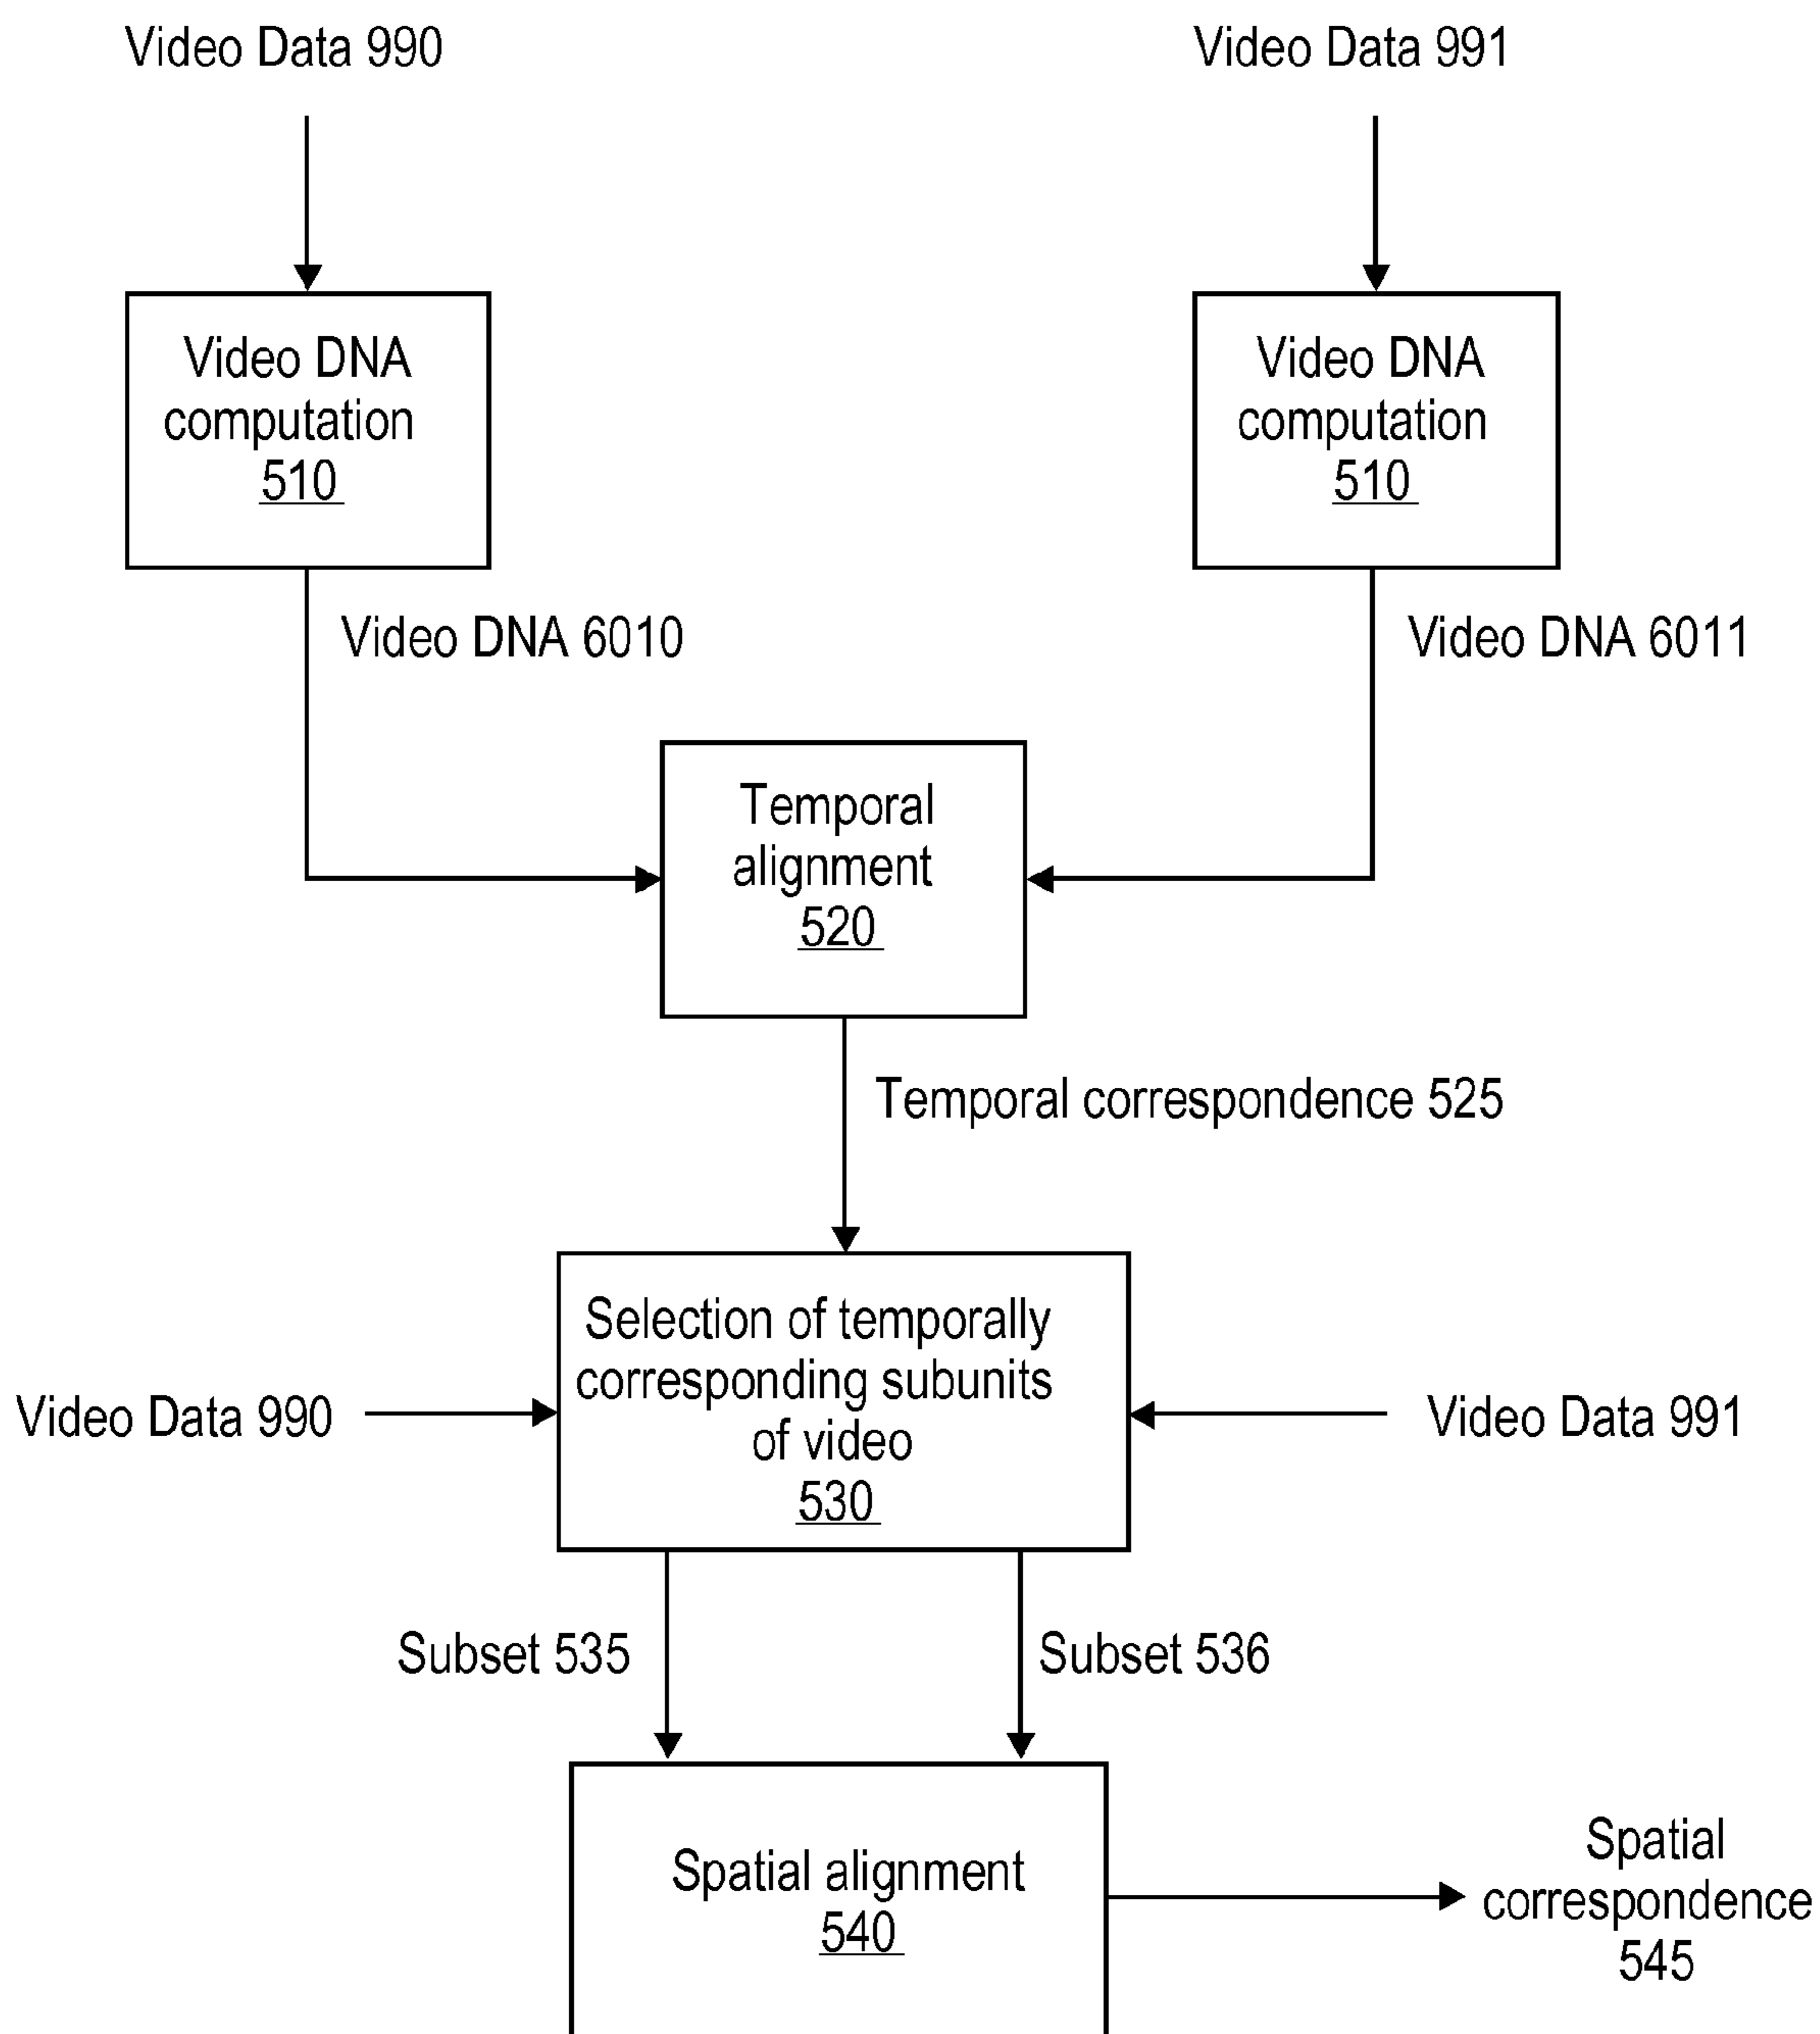 Video Data 990
Video Data 991
Video DNA
computation
510
Video DNA
computation
510
Video DNA 6010
Video DNA 6011
Temporal
alignment
520
Temporal correspondence 525
Selection of temporally
corresponding subunits
of video
530
Video Data 990
Video Data 991
Subset 535
Subset 536
Spatial alignment
540
Spatial
correspondence
545